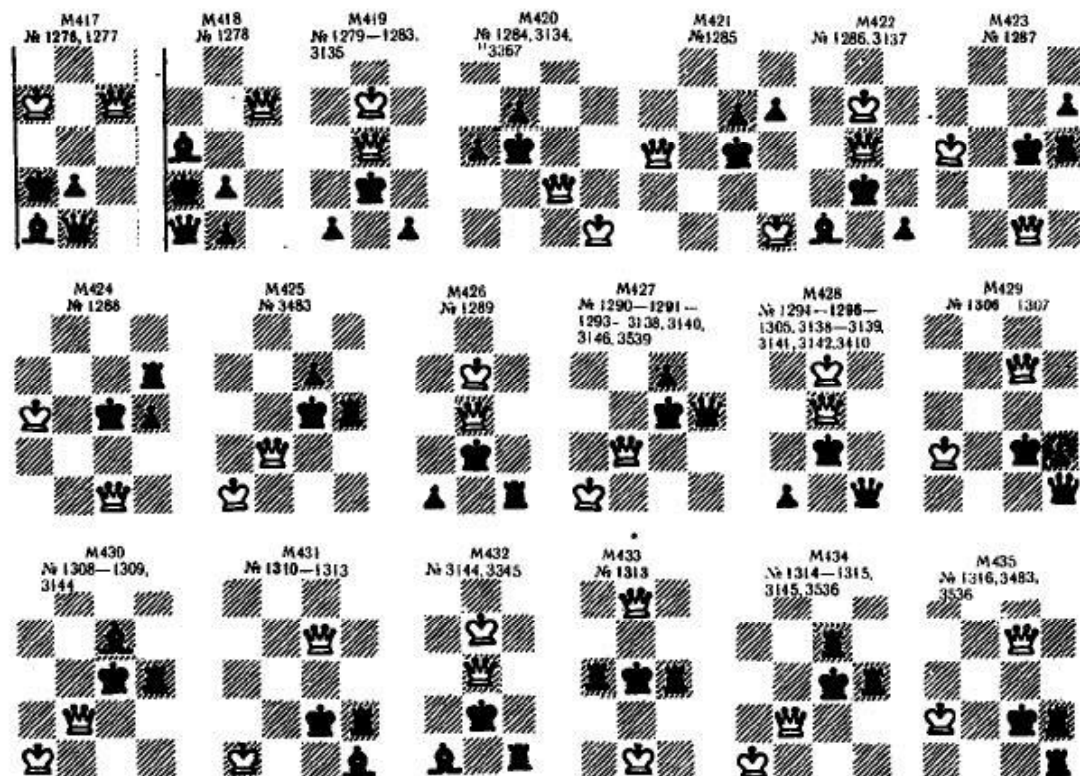 M417
№ 1276, 1277
M418
№ 1278
M419
№ 1279—1283,
3135
M420
№ 1284, 3134,
3367
M421
№1285
M422
№ 1286, 3137
M423
№ 1287
M424
№ 1288
M425
№ 3483
M426
№ 1289
M427
№ 1290—1291—
1293- 3138, 3140,
3146, 3539
M428
№ 1294--1298—
1305, 3138—3139,
3141, 3142, 3410
M429
№ 1306 1307
M430
№ 1308—1309,
3144
M431
№ 1310—1313
M432
№ 3144, 3345
M433
№ 1313
M434
№ 1314—1315,
3145, 3536
M435
№ 1316, 3483,
3536